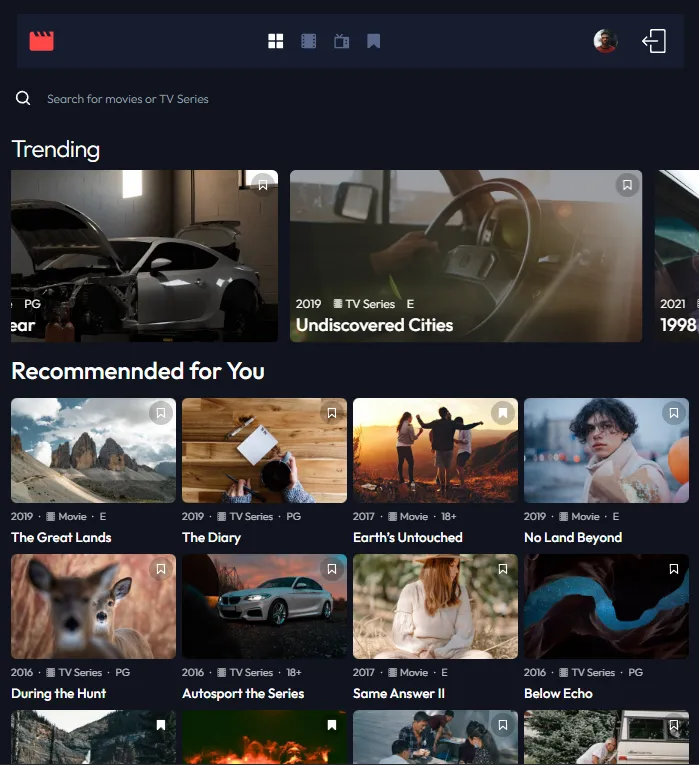 Search for movies or TV Series
Trending
PG
ear
2019 TV Series E
Undiscovered Cities
2021
1998
Recommennded for You
2019 · Movie · E
The Great Lands
2019 · TV Series · PG
The Diary
2017 · Movie · 18+
Earth's Untouched
2019 · Movie · E
No Land Beyond
2016 · TV Series · PG
During the Hunt
2016 · TV Series · 18+
Autosport the Series
2017 · Movie · E
Same Answer II
2016 · TV Series · PG
Below Echo